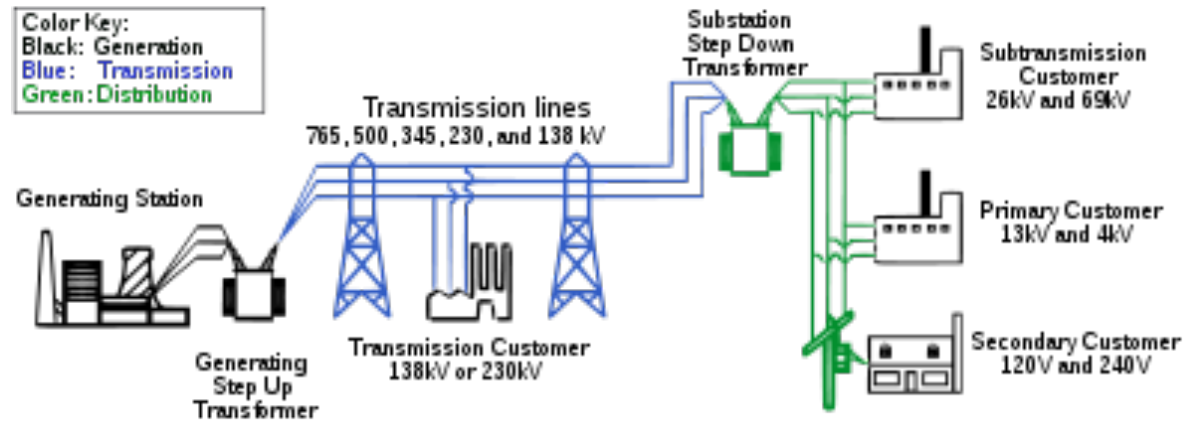 Color Key:
Black: Generation
Blue: Transmission
Green: Distribution
Substation
Step Down
Transformer
Subtransmission
Customer
26kV and 69kV
Transmission lines
765, 500, 345, 230, and 138 kV
Generating Station
Primary Customer
13kV and 4kV
Transmission Customer
138kV or 230kV
Generating
Step Up
Transformer
Secondary Customer
120V and 240V